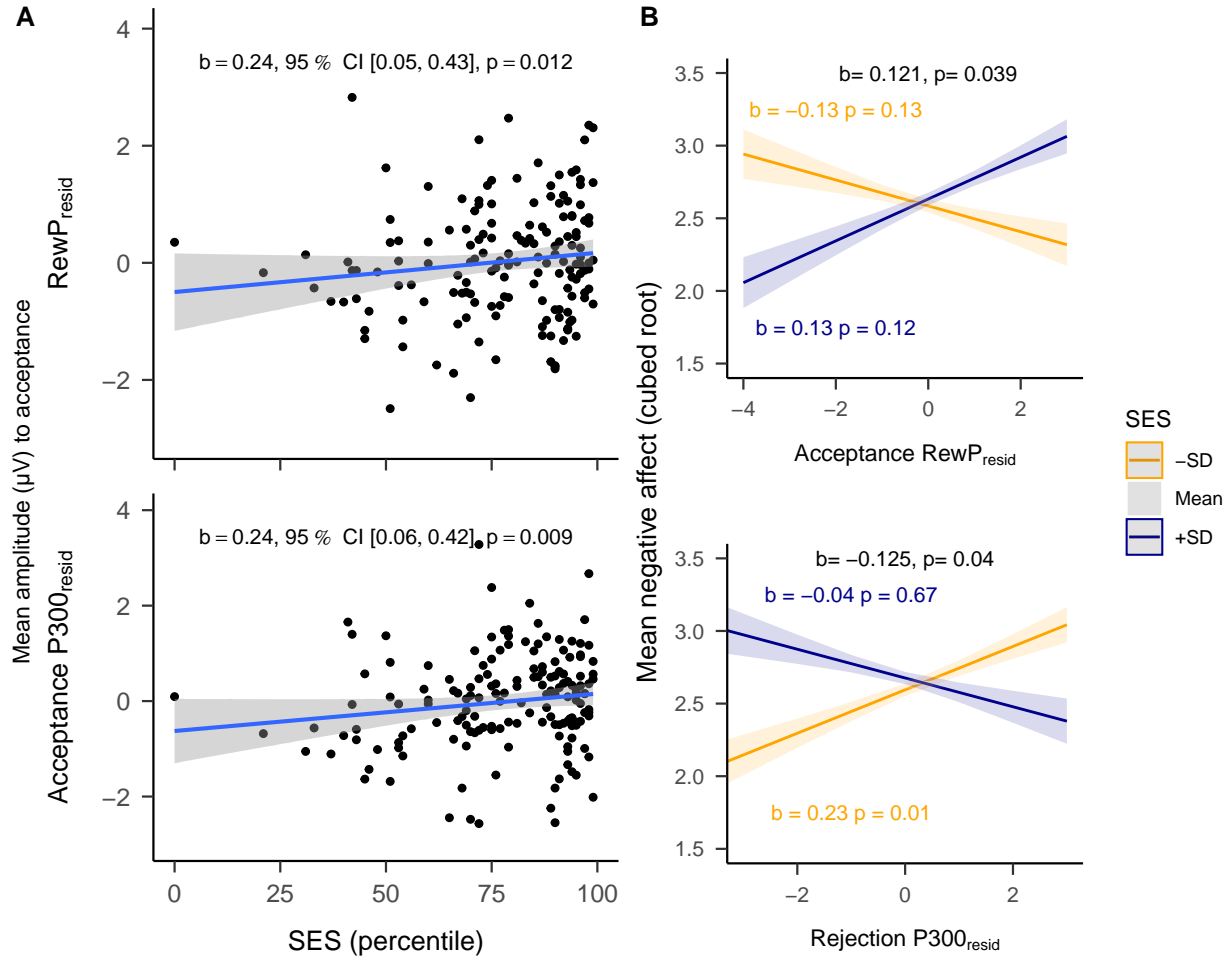 A
Mean amplitude (μV) to acceptance
RewPresid
4
2
0
−2
b = 0.24, 95 % CI [0.05, 0.43], p = 0.012
Acceptance P300resid
4
2
0
−2
b = 0.24, 95 % CI [0.06, 0.42], p = 0.009
0
25
50
75
100
SES (percentile)
B
Mean negative affect (cubed root)
3.5
3.0
2.5
2.0
1.5
b= 0.121, p= 0.039
b = −0.13 p = 0.13
b = 0.13 p = 0.12
−4
−2
0
2
Acceptance RewPresid
3.5
3.0
2.5
2.0
1.5
b= −0.125, p= 0.04
b = −0.04 p = 0.67
b = 0.23 p = 0.01
−2
0
2
Rejection P300resid
SES
−SD
Mean
+SD